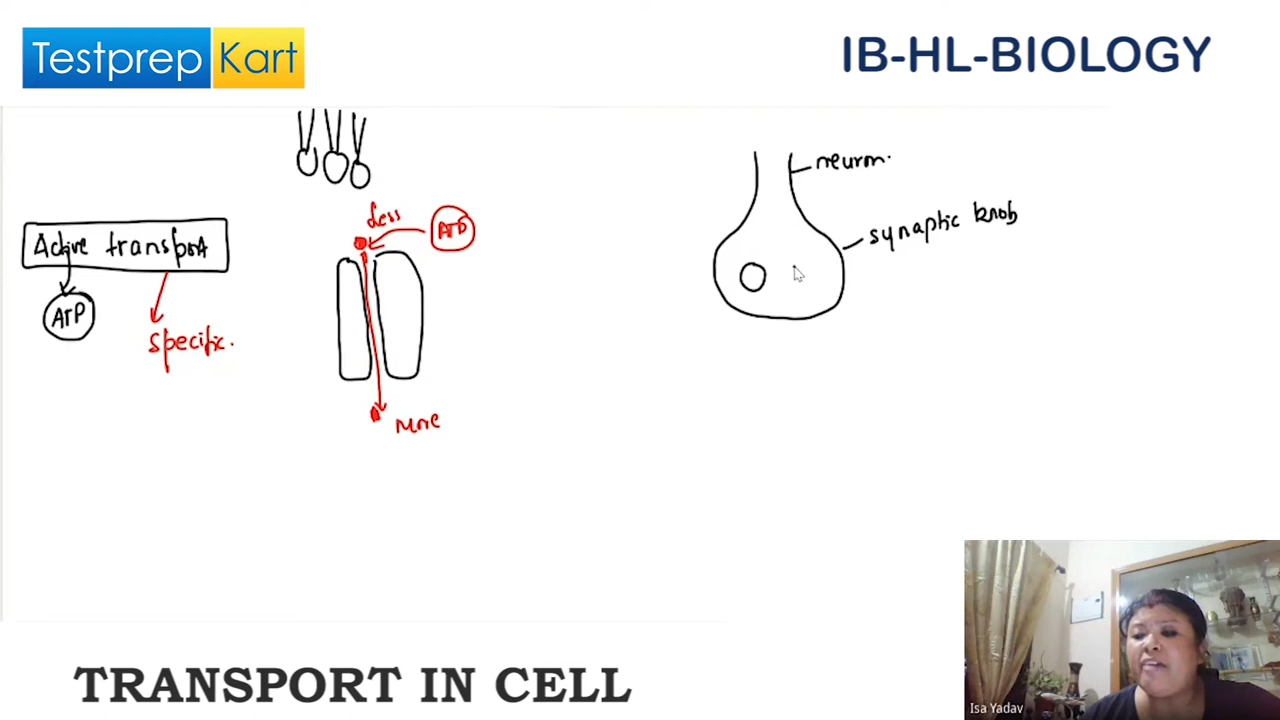 Testprep Kart
IB-HL-BIOLOGY
neuron.
synaptic knob
Less
ATP
Active transport
ATP
specific.
More
TRANSPORT IN CELL
Isa Yadav